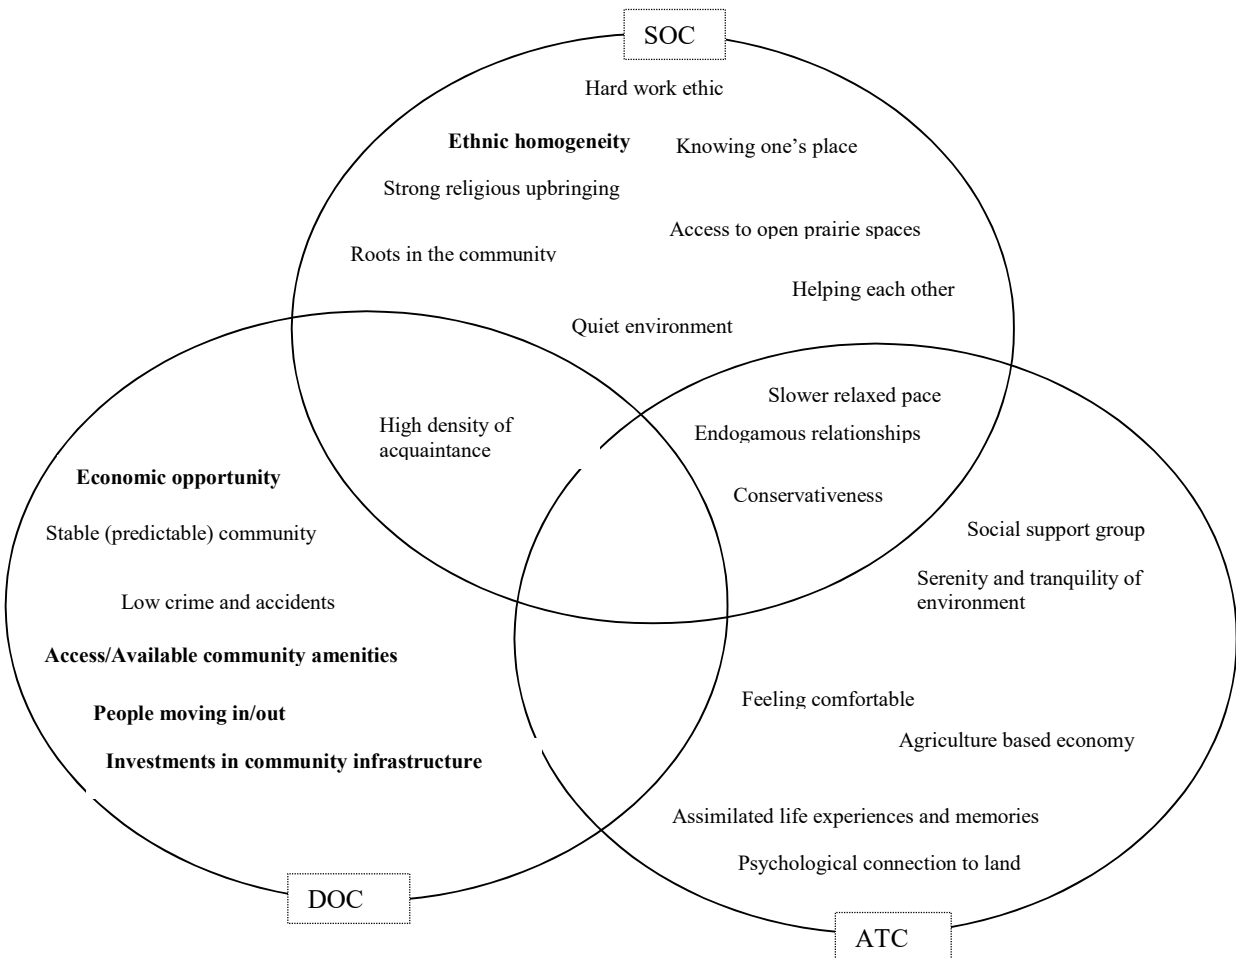 SOC
Hard work ethic
Ethnic homogeneity
Knowing one’s place
Strong religious upbringing
Access to open prairie spaces
Roots in the community
Helping each other
Quiet environment
Slower relaxed pace
High density of
acquaintance
Endogamous relationships
Economic opportunity
Conservativeness
Stable (predictable) community
Social support group
Serenity and tranquility of
environment
Low crime and accidents
Access/Available community amenities
Feeling comfortable
People moving in/out
Agriculture based economy
Investments in community infrastructure
Assimilated life experiences and memories
Psychological connection to land
DOC
ATC